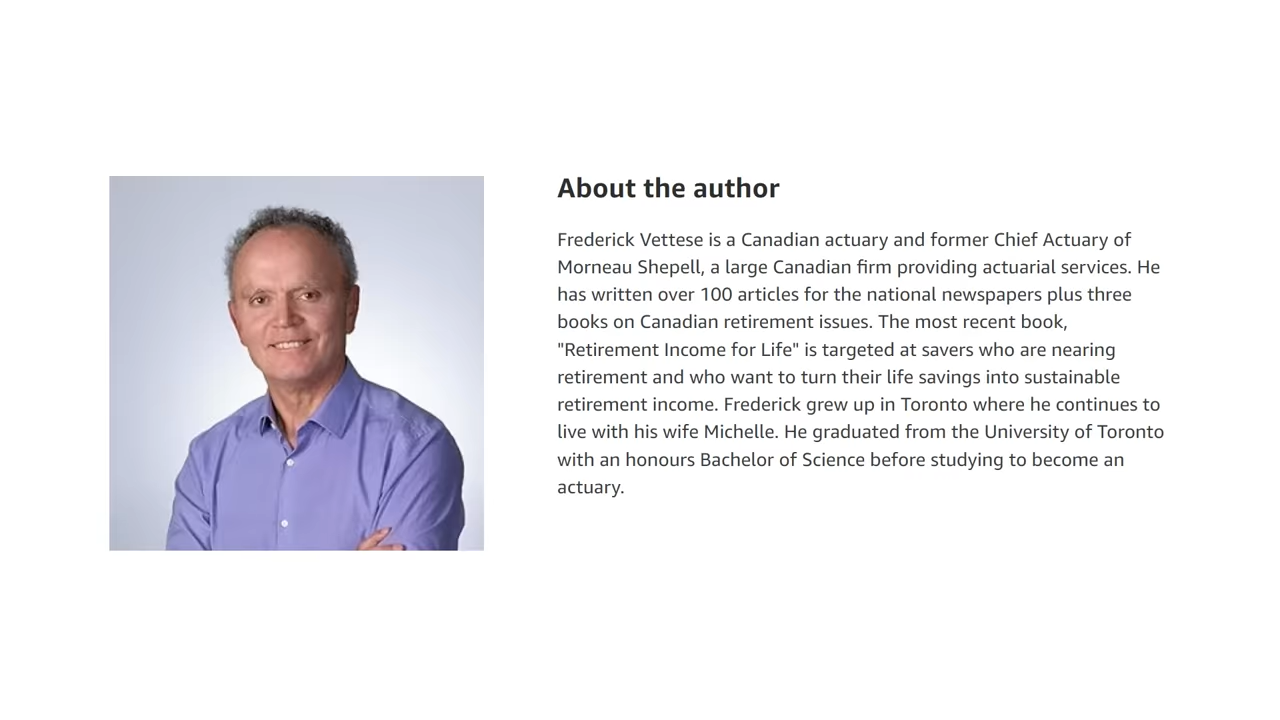 About the author
Frederick Vettese is a Canadian actuary and former Chief Actuary of
Morneau Shepell, a large Canadian firm providing actuarial services. He
has written over 100 articles for the national newspapers plus three
books on Canadian retirement issues. The most recent book,
"Retirement Income for Life" is targeted at savers who are nearing
retirement and who want to turn their life savings into sustainable
retirement income. Frederick grew up in Toronto where he continues to
live with his wife Michelle. He graduated from the University of Toronto
with an honours Bachelor of Science before studying to become an
actuary.